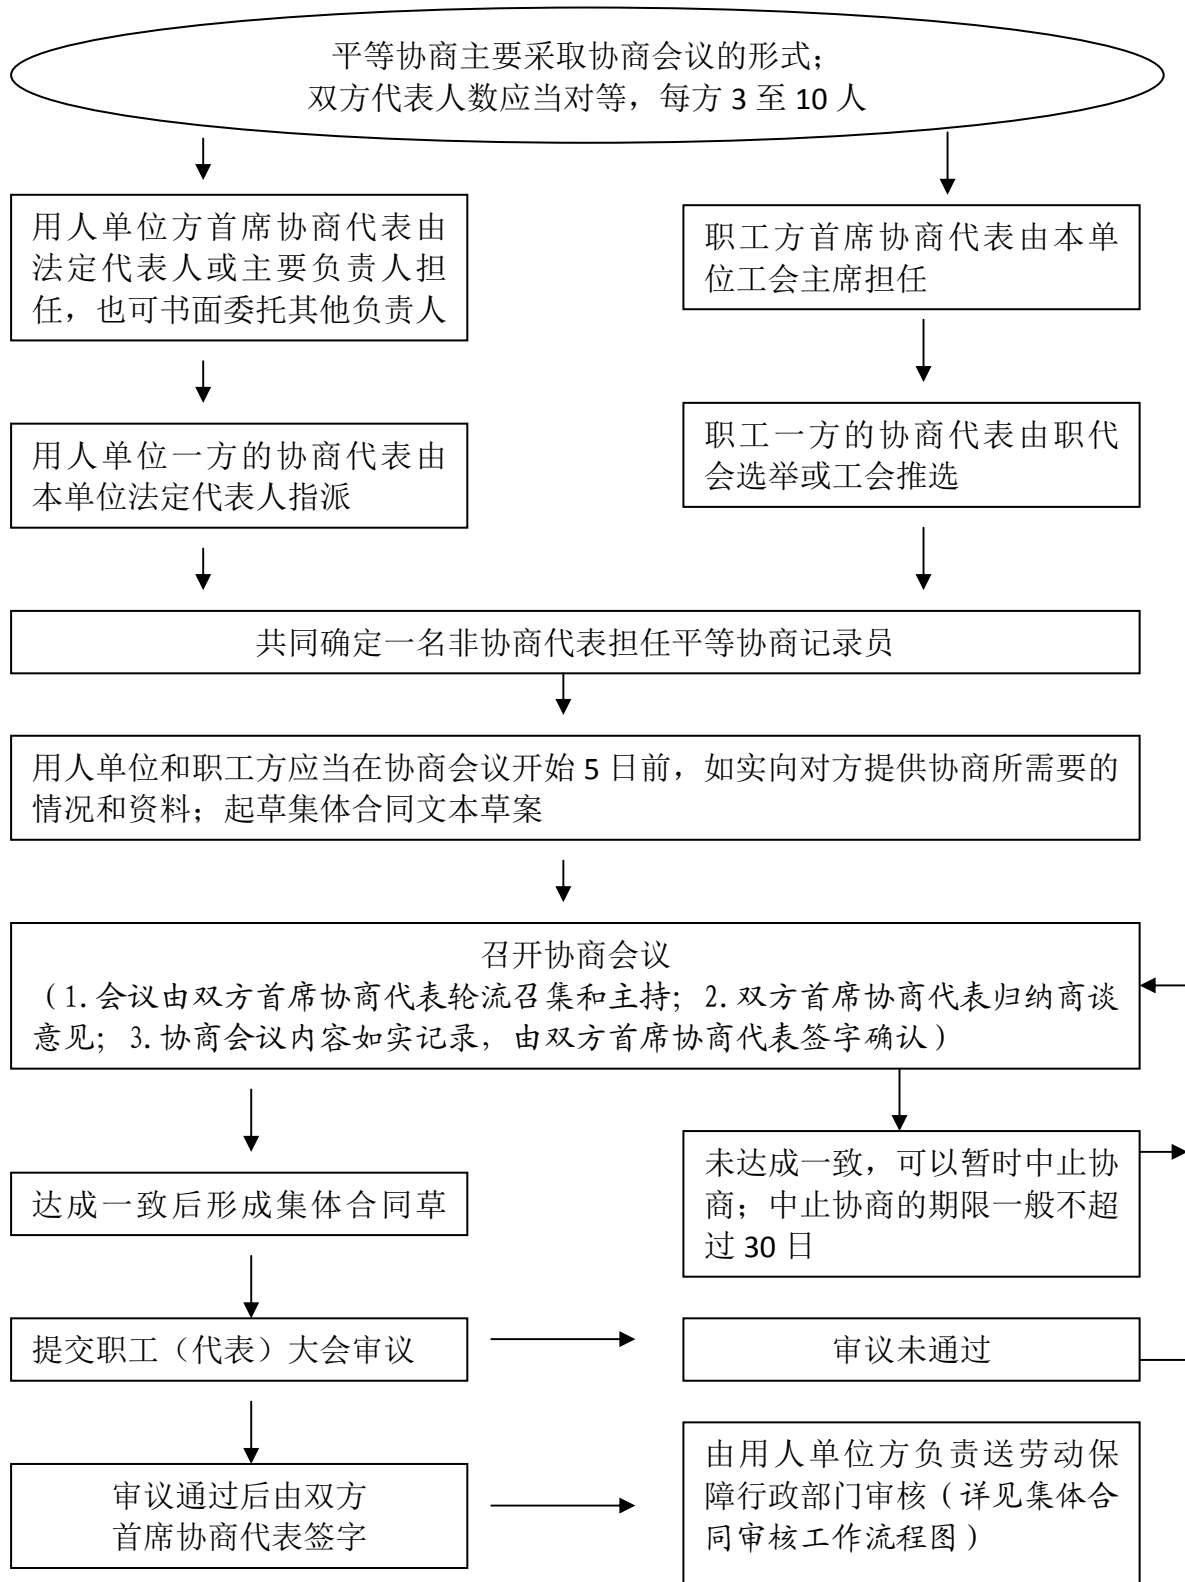 平等协商主要采取协商会议的形式；
双方代表人数应当对等，每方 3 至 10 人
用人单位方首席协商代表由
法定代表人或主要负责人担
任，也可书面委托其他负责人
职工方首席协商代表由本单
位工会主席担任
用人单位一方的协商代表由
本单位法定代表人指派
职工一方的协商代表由职代
会选举或工会推选
共同确定一名非协商代表担任平等协商记录员
用人单位和职工方应当在协商会议开始 5 日前，如实向对方提供协商所需要的
情况和资料；起草集体合同文本草案
召开协商会议
（1.会议由双方首席协商代表轮流召集和主持；2.双方首席协商代表归纳商谈
意见；3.协商会议内容如实记录，由双方首席协商代表签字确认）
未达成一致，可以暂时中止协
商；中止协商的期限一般不超
过 30 日
达成一致后形成集体合同草
提交职工（代表）大会审议
审议未通过
审议通过后由双方
首席协商代表签字
由用人单位方负责送劳动保
障行政部门审核（详见集体合
同审核工作流程图）